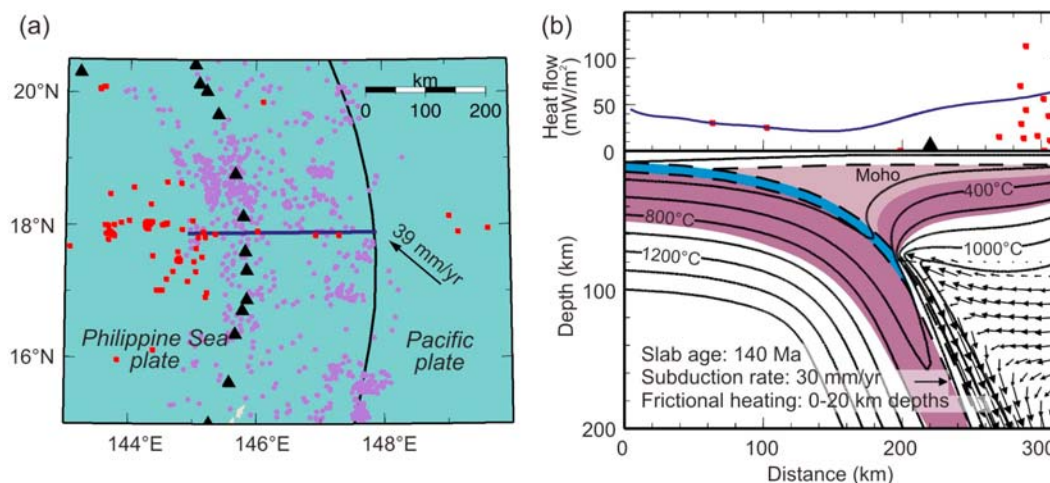 (a)
km
0 100 200
20°N
18°N
16°N
39 mm/yr
Philippine Sea
plate
Pacific
plate
144°E 146°E 148°E
(b)
Heat flow
(mW/m²)
100
50
0
Moho
400°C
800°C
1000°C
1200°C
Depth (km)
100
200
Slab age: 140 Ma
Subduction rate: 30 mm/yr
Frictional heating: 0-20 km depths
0 100 200 300
Distance (km)